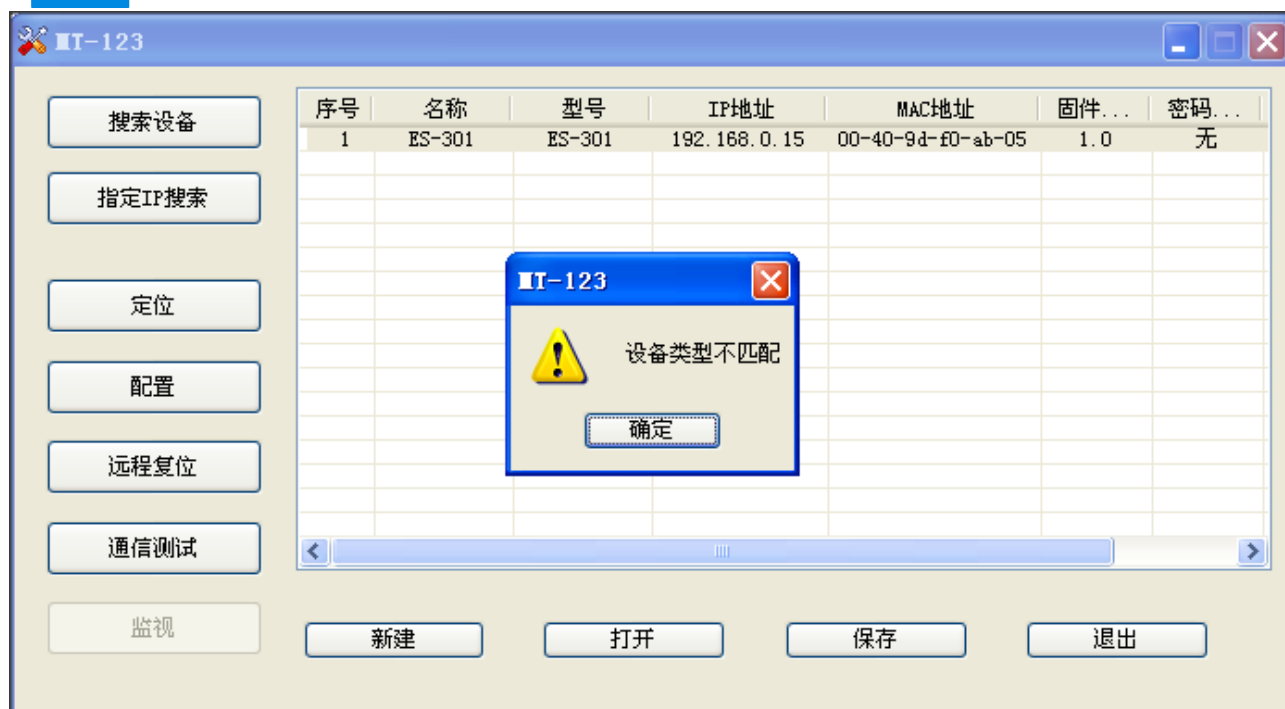 MT-123
搜索设备
指定IP搜索
定位
配置
远程复位
通信测试
监视
序号 名称 型号 IP地址 MAC地址 固件... 密码...
1 ES-301 ES-301 192.168.0.15 00-40-9d-f0-ab-05 1.0 无
MT-123
设备类型不匹配
确定
新建 打开 保存 退出